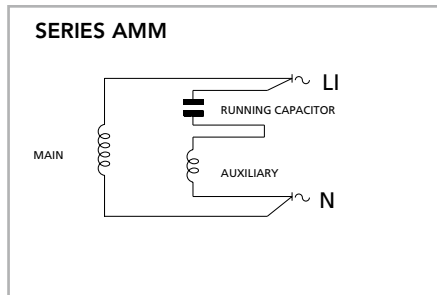 SERIES AMM
LI
RUNNING CAPACITOR
MAIN
AUXILIARY
N